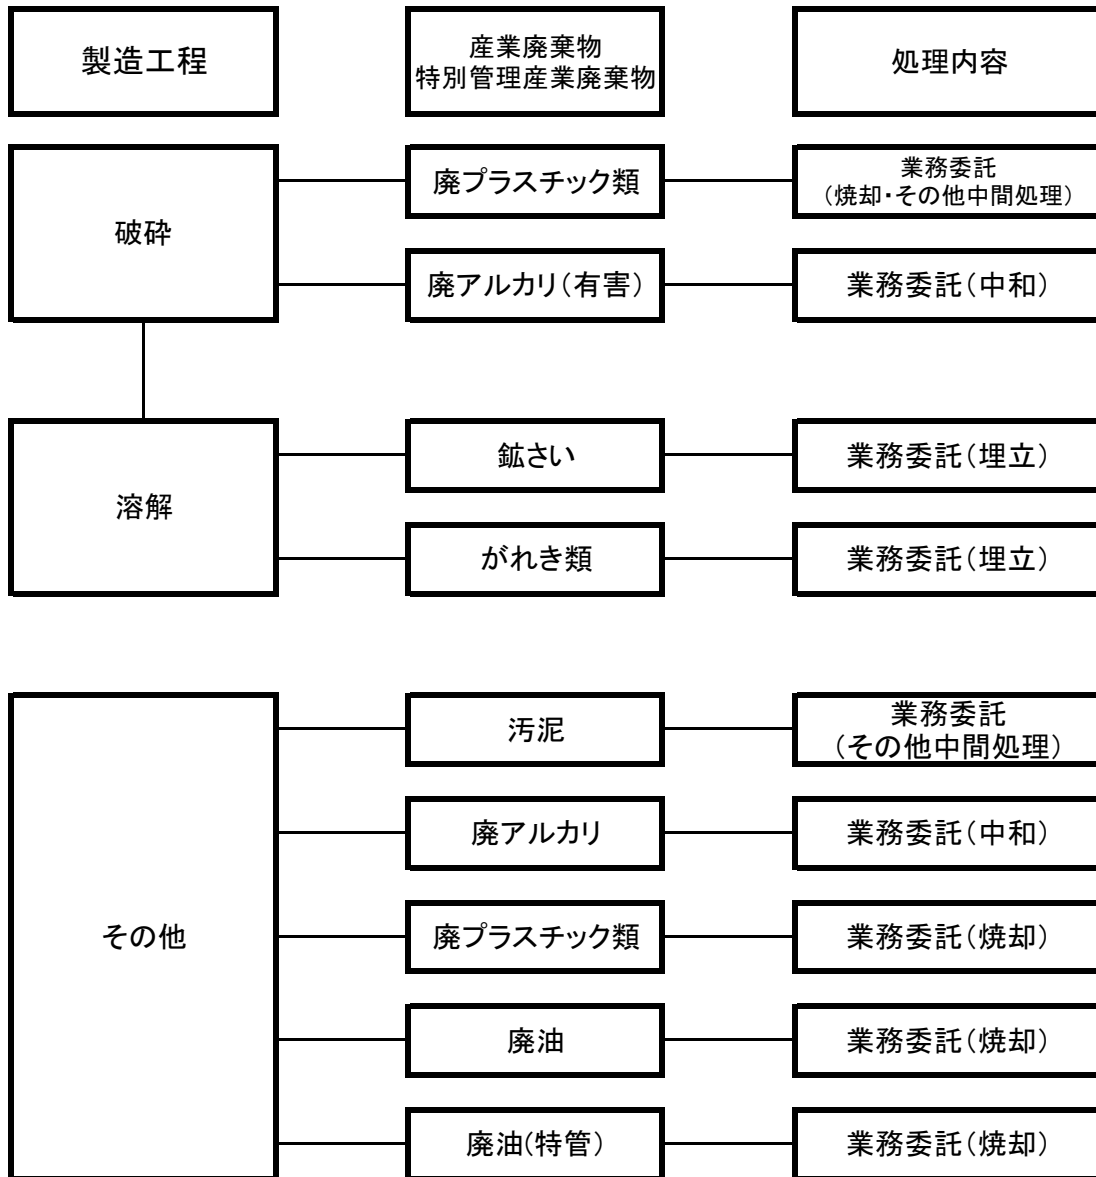 製造工程
産業廃棄物
特別管理産業廃棄物
処理内容
破砕
廃プラスチック類
業務委託
(焼却・その他中間処理)
廃アルカリ(有害)
業務委託(中和)
溶解
鉱さい
業務委託(埋立)
がれき類
業務委託(埋立)
その他
汚泥
業務委託
(その他中間処理)
廃アルカリ
業務委託(中和)
廃プラスチック類
業務委託(焼却)
廃油
業務委託(焼却)
廃油(特管)
業務委託(焼却)